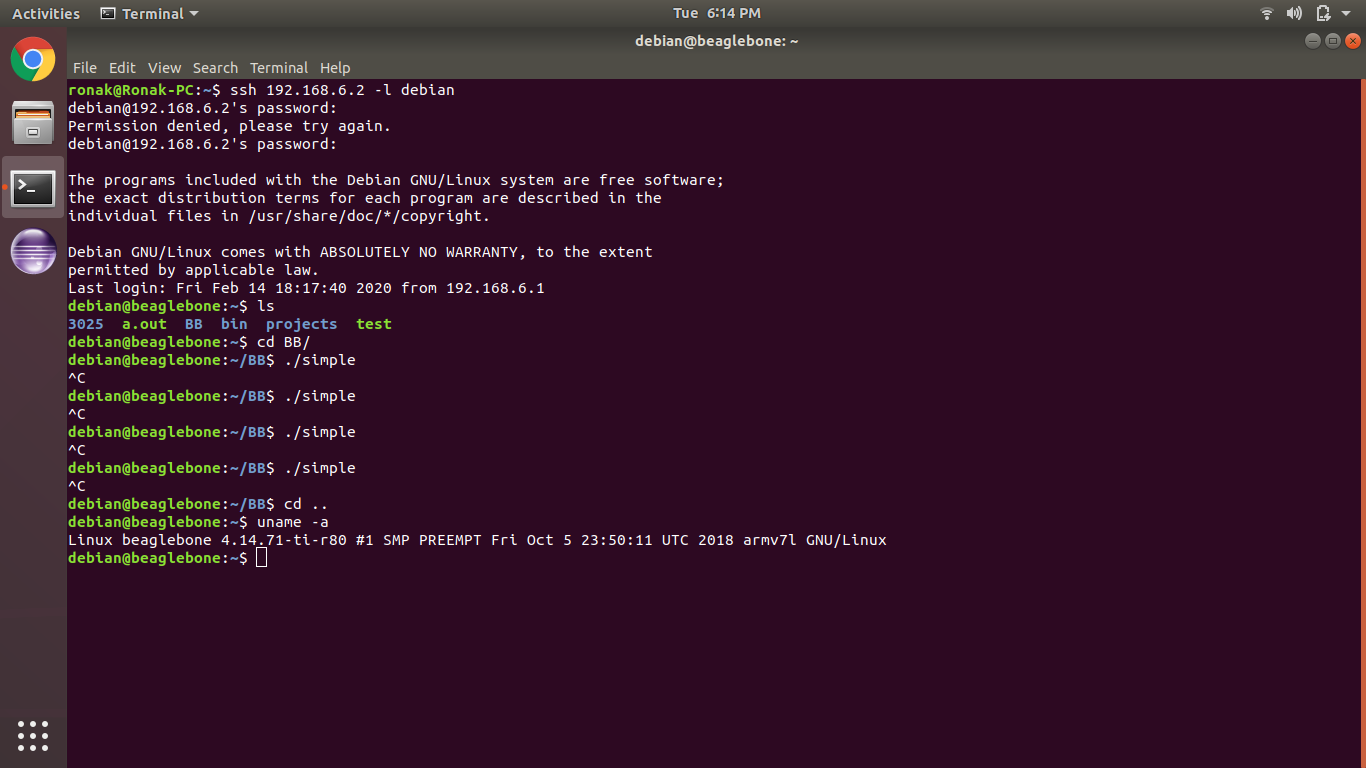 Activities Terminal Tue 6:14 PM
debian@beaglebone: ~
File Edit View Search Terminal Help
ronak@Ronak-PC:~$ ssh 192.168.6.2 -l debian
debian@192.168.6.2's password:
Permission denied, please try again.
debian@192.168.6.2's password:
The programs included with the Debian GNU/Linux system are free software;
the exact distribution terms for each program are described in the
individual files in /usr/share/doc/*/copyright.
Debian GNU/Linux comes with ABSOLUTELY NO WARRANTY, to the extent
permitted by applicable law.
Last login: Fri Feb 14 18:17:40 2020 from 192.168.6.1
debian@beaglebone:~$ ls
3025 a.out BB bin projects test
debian@beaglebone:~$ cd BB/
debian@beaglebone:~/BB$ ./simple
^C
debian@beaglebone:~/BB$ ./simple
^C
debian@beaglebone:~/BB$ ./simple
^C
debian@beaglebone:~/BB$ ./simple
^C
debian@beaglebone:~/BB$ cd ..
debian@beaglebone:~$ uname -a
Linux beaglebone 4.14.71-ti-r80 #1 SMP PREEMPT Fri Oct 5 23:50:11 UTC 2018 armv7l GNU/Linux
debian@beaglebone:~$